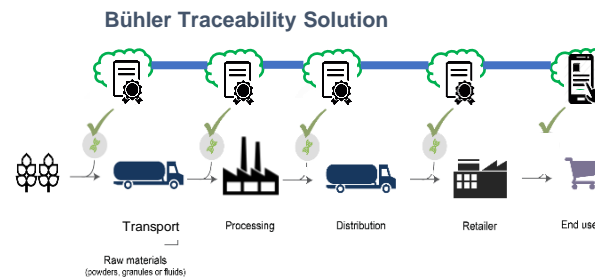 Bühler Traceability Solution
Transport
Processing
Distribution
Retailer
End use
Raw materials
(powders, granules or fluids)